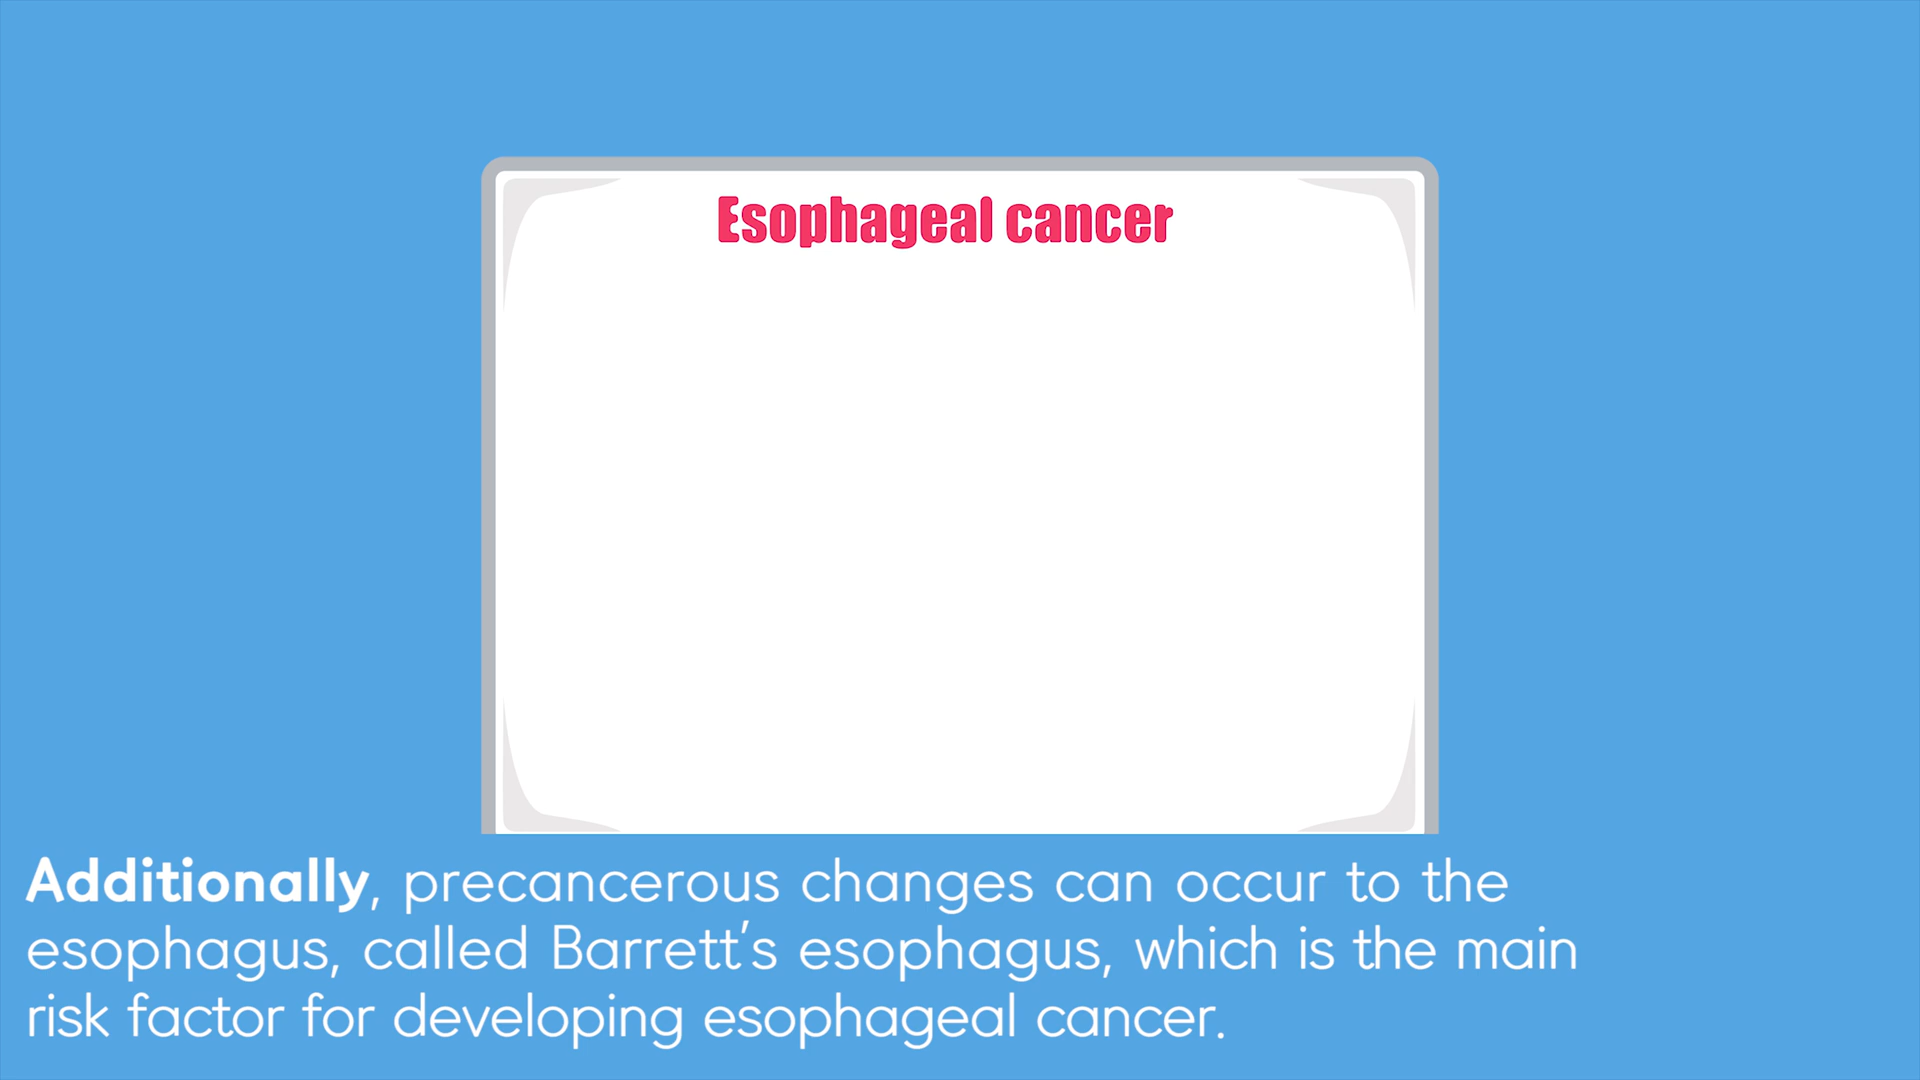 Esophageal cancer
Additionally, precancerous changes can occur to the
esophagus, called Barrett's esophagus, which is the main
risk factor for developing esophageal cancer.